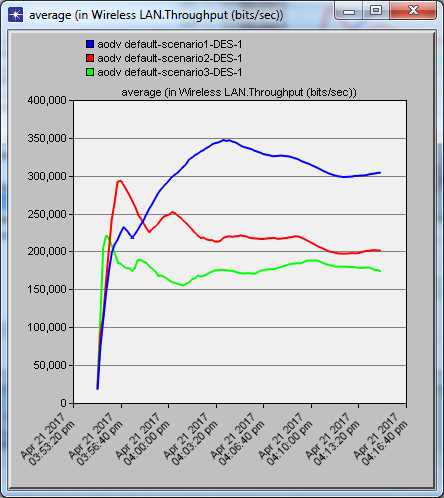 average (in Wireless LAN.Throughput (bits/sec))
aodv default-scenario1-DES-1
aodv default-scenario2-DES-1
aodv default-scenario3-DES-1
average (in Wireless LAN.Throughput (bits/sec))
400,000
350,000
300,000
250,000
200,000
150,000
100,000
50,000
0
Apr 21 2017
03:53:20 pm
Apr 21 2017
03:56:40 pm
Apr 21 2017
04:00:00 pm
Apr 21 2017
04:03:20 pm
Apr 21 2017
04:06:40 pm
Apr 21 2017
04:10:00 pm
Apr 21 2017
04:13:20 pm
Apr 21 2017
04:16:40 pm